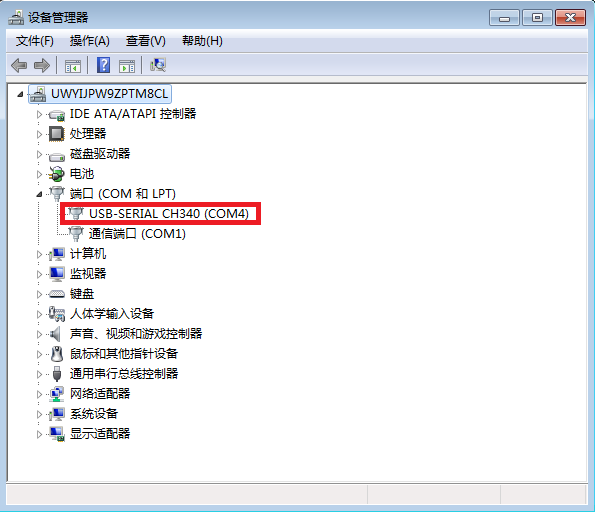 设备管理器
文件(F) 操作(A) 查看(V) 帮助(H)
UWYIJPW9ZPTM8CL
IDE ATA/ATAPI 控制器
处理器
磁盘驱动器
电池
端口 (COM 和 LPT)
USB-SERIAL CH340 (COM4)
通信端口 (COM1)
计算机
监视器
键盘
人体学输入设备
声音、视频和游戏控制器
鼠标和其他指针设备
通用串行总线控制器
网络适配器
系统设备
显示适配器